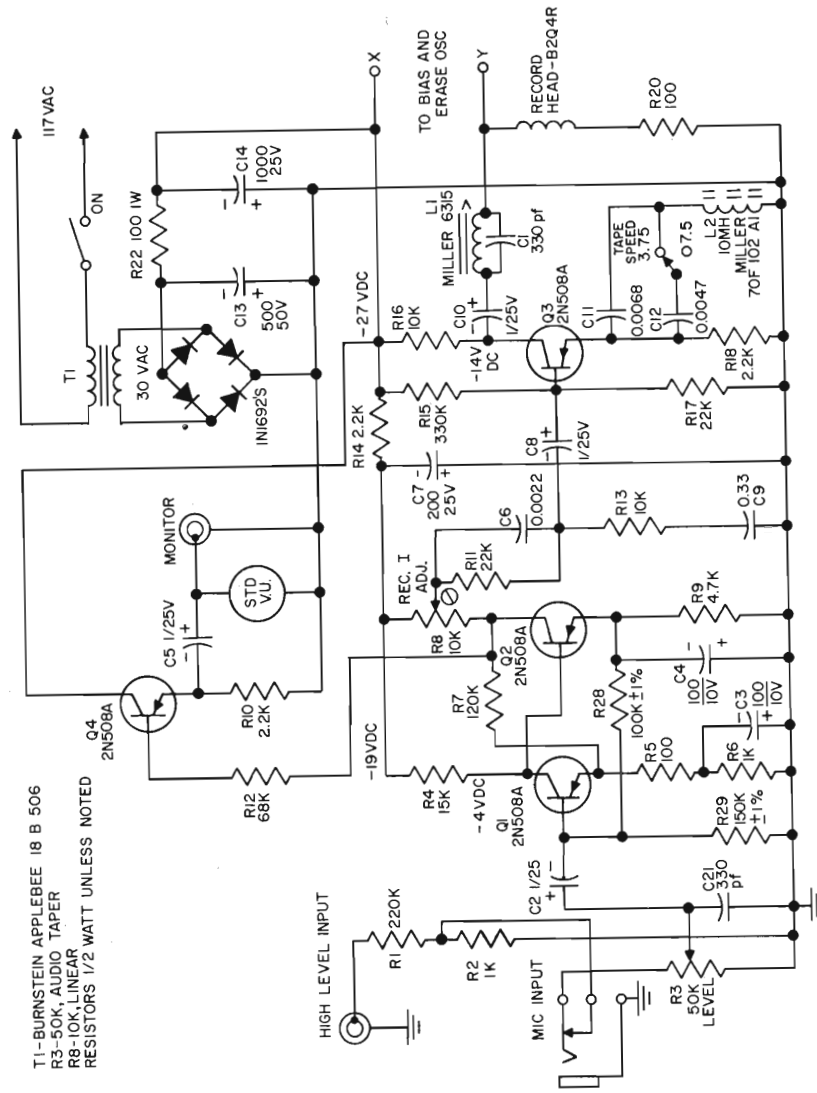 T1-BURNSTEIN APPLEBEE 18 B 506
R3-50K, AUDIO TAPER
R8-10K, LINEAR
RESISTORS 1/2 WATT UNLESS NOTED
117VAC
ON
T1
30 VAC
1N1692'S
R22 100 1W
C13
500
50V
C14
1000
25V
Q4
2N508A
C5 1/25V
MONITOR
STD
V.U.
R10
2.2K
R12
68K
-27 VDC
X
TO BIAS AND
ERASE OSC
Y
-19VDC
R14 2.2K
C7
200
25V
R15
330K
R16
10K
-14V
DC
C10
1/25V
L1
MILLER 6315
C1
330 pf
RECORD
HEAD-B2Q4R
R20
100
HIGH LEVEL INPUT
R1
220K
R2
1K
MIC INPUT
R3
50K
LEVEL
C2 1/25
C21
330
pf
R4
15K
-4VDC
Q1
2N508A
R29
150K
±1%
R5
100
R6
1K
C3
100
10V
R7
120K
R28
100K ±1%
REC. I
ADJ.
R8
10K
Q2
2N508A
C4
100
10V
R9
4.7K
R11
22K
C6
0.0022
R13
10K
0.33
C9
C8
1/25V
Q3
2N508A
R17
22K
R18
2.2K
C11
0.0068
C12
0.0047
TAPE
SPEED
3.75
7.5
L2
10MH
MILLER
70F 102 A1